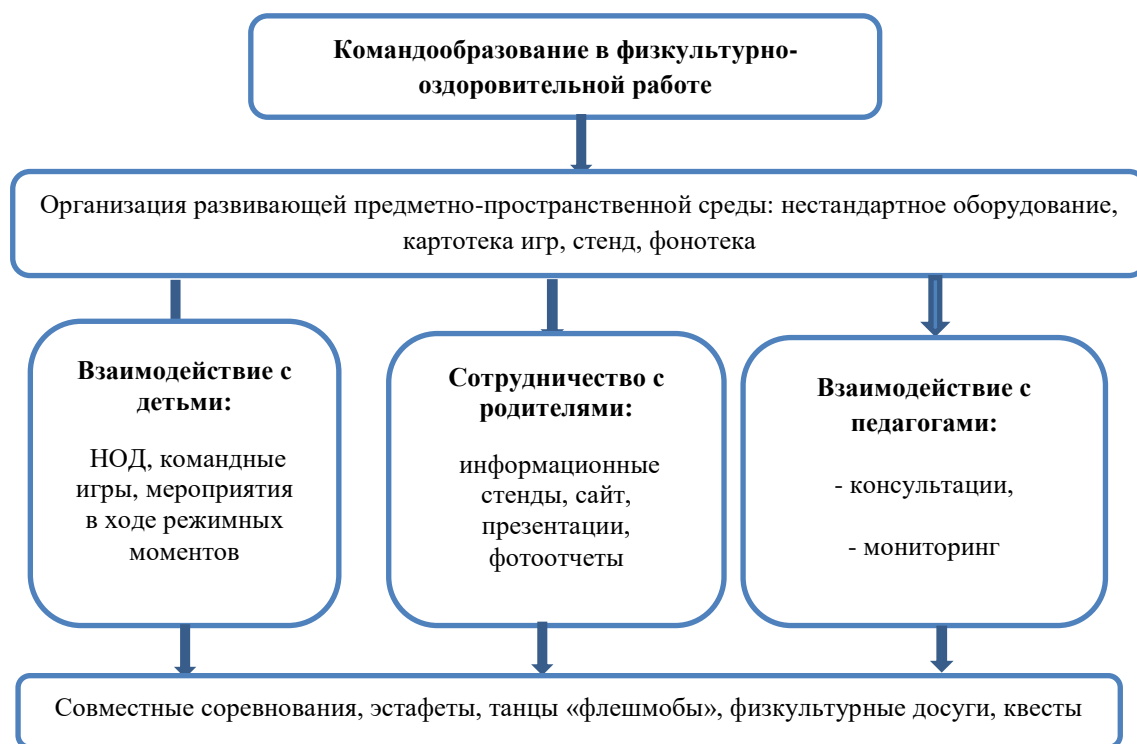 Командообразование в физкультурно-
оздоровительной работе
Организация развивающей предметно-пространственной среды: нестандартное оборудование,
картотека игр, стенд, фонотека
Взаимодействие с
детьми:
НОД, командные
игры, мероприятия
в ходе режимных
моментов
Сотрудничество с
родителями:
информационные
стенды, сайт,
презентации,
фотоотчеты
Взаимодействие с
педагогами:
- консультации,
- мониторинг
Совместные соревнования, эстафеты, танцы «флешмобы», физкультурные досуги, квесты